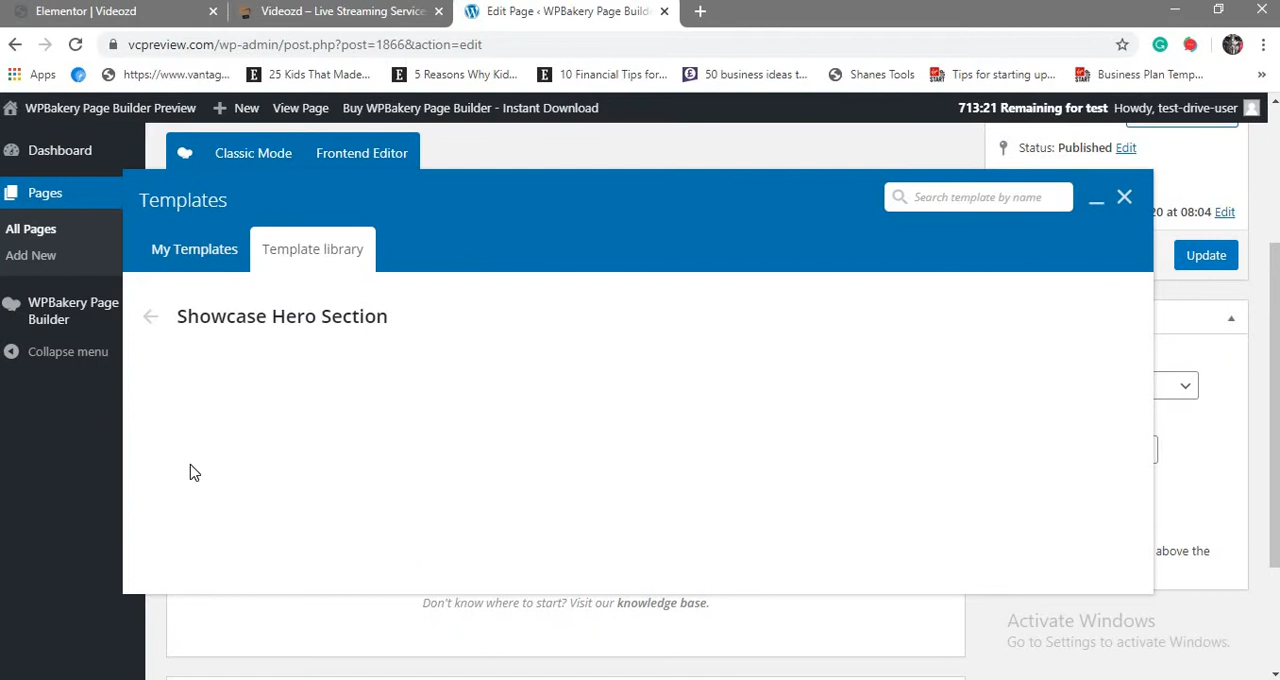 Elementor | Videozd
Videozd – Live Streaming Service
Edit Page ‹ WPBakery Page Build
vcpreview.com/wp-admin/post.php?post=1866&action=edit
Apps
https://www.vantag...
25 Kids That Made...
5 Reasons Why Kid...
10 Financial Tips for...
50 business ideas t...
Shanes Tools
Tips for starting up...
Business Plan Temp...
»
WPBakery Page Builder Preview
New
View Page
Buy WPBakery Page Builder - Instant Download
713:21 Remaining for test
Howdy, test-drive-user
Dashboard
Classic Mode
Frontend Editor
Status: Published Edit
Pages
Templates
Search template by name
20 at 08:04 Edit
All Pages
My Templates
Template library
Update
Add New
WPBakery Page
Builder
Showcase Hero Section
Collapse menu
above the
Don't know where to start? Visit our knowledge base.
Activate Windows
Go to Settings to activate Windows.